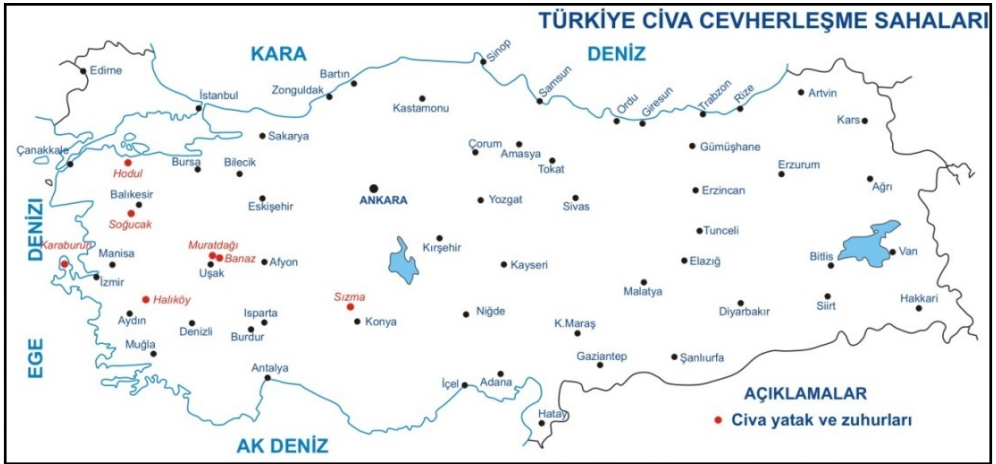 TÜRKİYE CİVA CEVHERLEŞME SAHALARI
KARA
DENİZ
Sinop
Edirne
Bartın
Zonguldak
İstanbul
Kastamonu
Samsun
Ordu
Giresun
Trabzon
Rize
Artvin
Kars
Sakarya
Çanakkale
Hodul
Bursa
Bilecik
Çorum
Amasya
Tokat
Gümüşhane
Erzurum
Ağrı
Balıkesir
Soğucak
Eskişehir
ANKARA
Yozgat
Sivas
Erzincan
DENİZİ
Karaburun
Manisa
İzmir
Muratdağı
Banaz
Uşak
Afyon
Kırşehir
Kayseri
Tunceli
Elazığ
Bitlis
Van
Malatya
Halıköy
Sızma
Aydın
Denizli
Isparta
Burdur
Konya
Niğde
K.Maraş
Diyarbakır
Siirt
Hakkari
EGE
Muğla
Antalya
İçel
Adana
Gaziantep
Şanlıurfa
Hatay
AK DENİZ
AÇIKLAMALAR
Civa yatak ve zuhurları